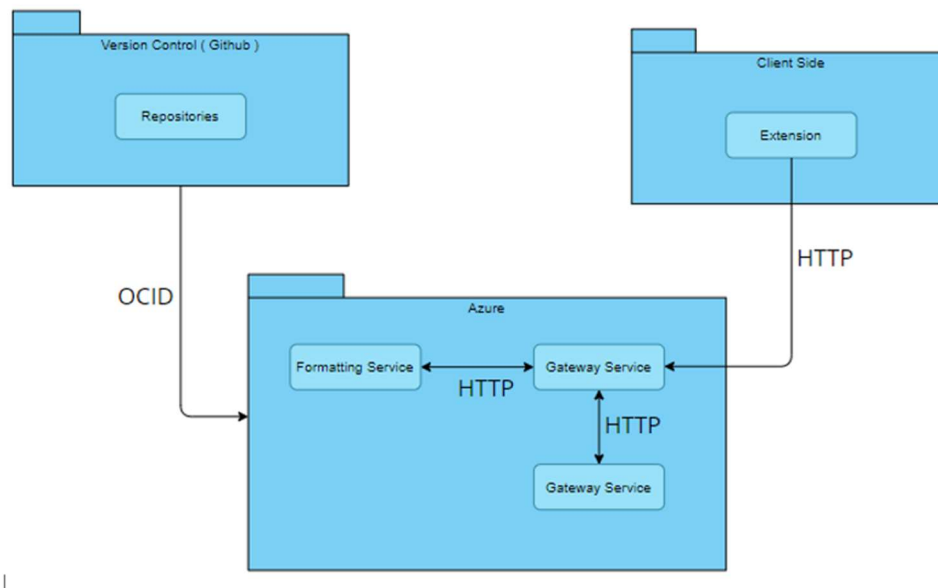 Version Control ( Github )
Repositories
Client Side
Extension
HTTP
OCID
Azure
Formatting Service
HTTP
Gateway Service
HTTP
Gateway Service